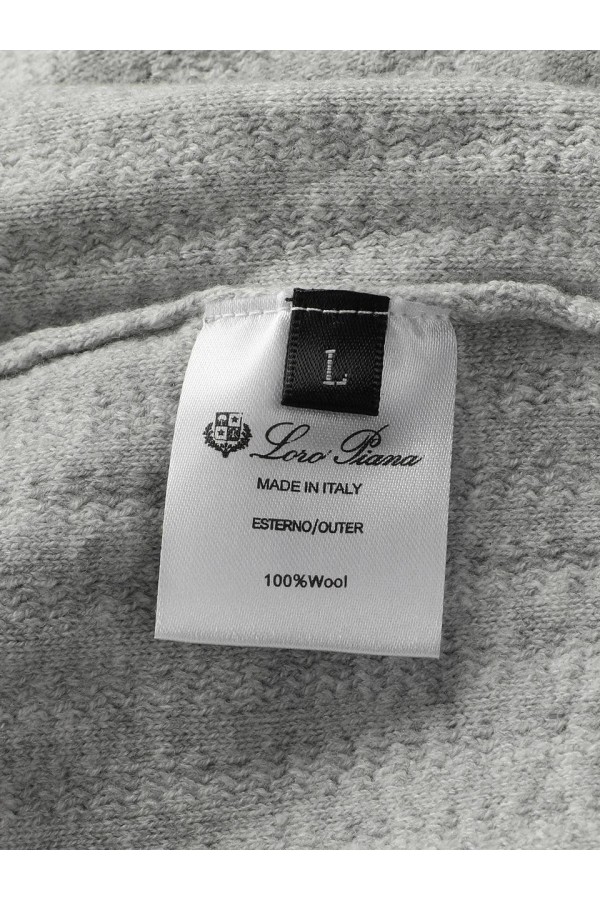 L
Loro Piana
MADE IN ITALY
ESTERNO/OUTER
100%Wool